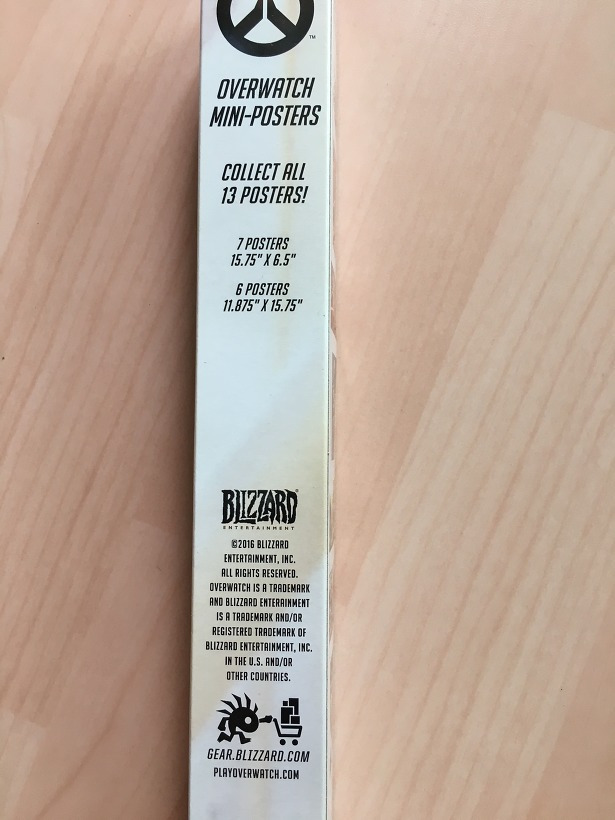 TM
OVERWATCH
MINI-POSTERS
COLLECT ALL
13 POSTERS!
7 POSTERS
15.75" X 6.5"
6 POSTERS
11.875" X 15.75"
BLIZZARD®
ENTERTAINMENT
©2016 BLIZZARD
ENTERTAINMENT, INC.
ALL RIGHTS RESERVED.
OVERWATCH IS A TRADEMARK
AND BLIZZARD ENTERAINMENT
IS A TRADEMARK AND/OR
REGISTERED TRADEMARK OF
BLIZZARD ENTERTAINMENT, INC.
IN THE U.S. AND/OR
OTHER COUNTRIES.
GEAR.BLIZZARD.COM
PLAYOVERWATCH.COM